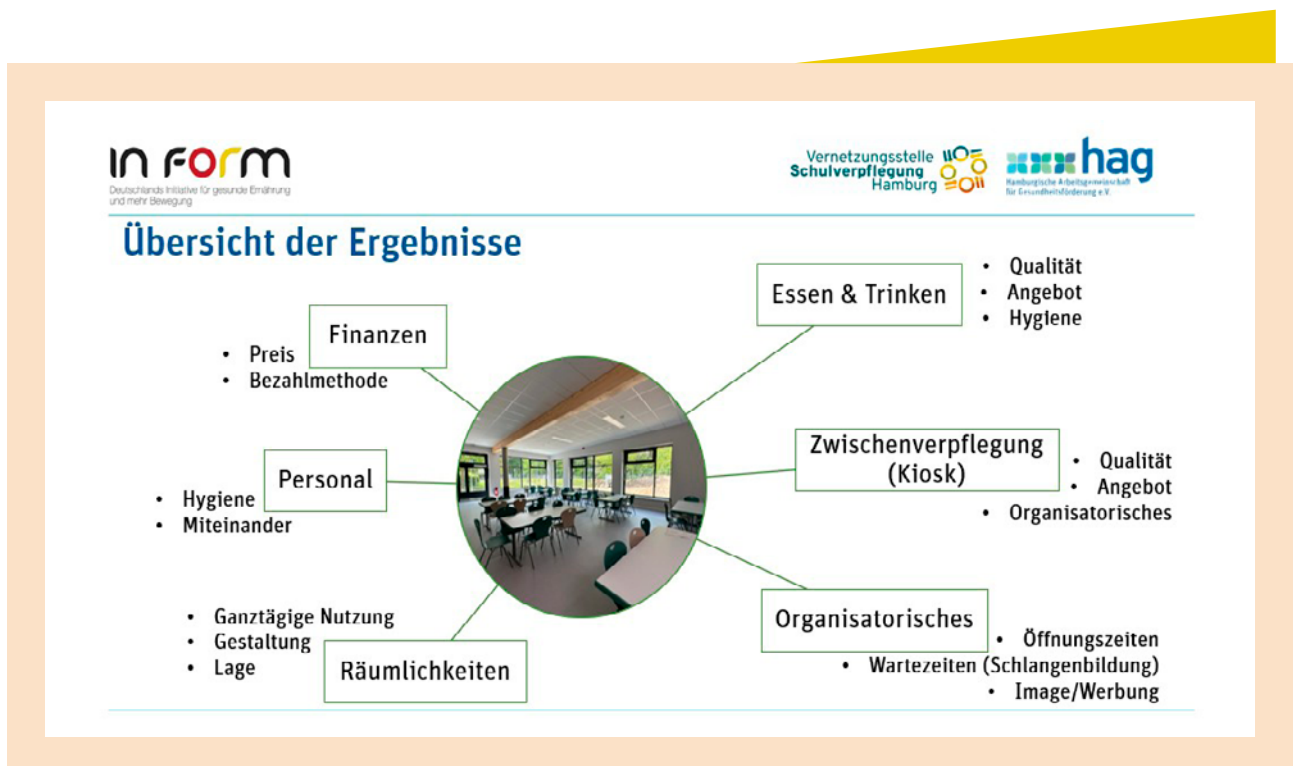 IN FORM
Deutschlands Initiative für gesunde Ernährung
und mehr Bewegung
Vernetzungsstelle
Schulverpflegung
Hamburg
hag
Hamburgische Arbeitsgemeinschaft
für Gesundheitsförderung e.V.
Übersicht der Ergebnisse
Finanzen
• Preis
• Bezahlmethode
Personal
• Hygiene
• Miteinander
• Ganztägige Nutzung
• Gestaltung
• Lage
Räumlichkeiten
Essen & Trinken
• Qualität
• Angebot
• Hygiene
Zwischenverpflegung
(Kiosk)
• Qualität
• Angebot
• Organisatorisches
Organisatorisches
• Öffnungszeiten
• Wartezeiten (Schlangenbildung)
• Image/Werbung